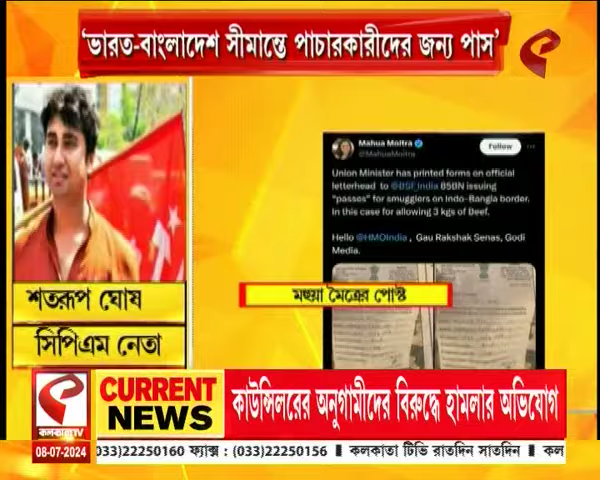 ‘ভারত-বাংলাদেশ সীমান্তে পাচারকারীদের জন্য পাস’
Mahua Moitra
@MahuaMoitra
Follow
Union Minister has printed forms on official
letterhead to @BSF_India 85BN issuing
"passes" for smugglers on Indo-Bangla border.
In this case for allowing 3 kgs of Beef.
Hello @HMOIndia , Gau Rakshak Senas, Godi
Media.
শতরূপ ঘোষ
সিপিএম নেতা
মহুয়া মৈত্রের পোস্ট
কলকাতা TV
08-07-2024
CURRENT
NEWS
কাউন্সিলরের অনুগামীদের বিরুদ্ধে হামলার অভিযোগ
(033)22250160 ফ্যাক্স : (033)22250156 ॥ কলকাতা টিভি রাতদিন সাতদিন ॥ কল